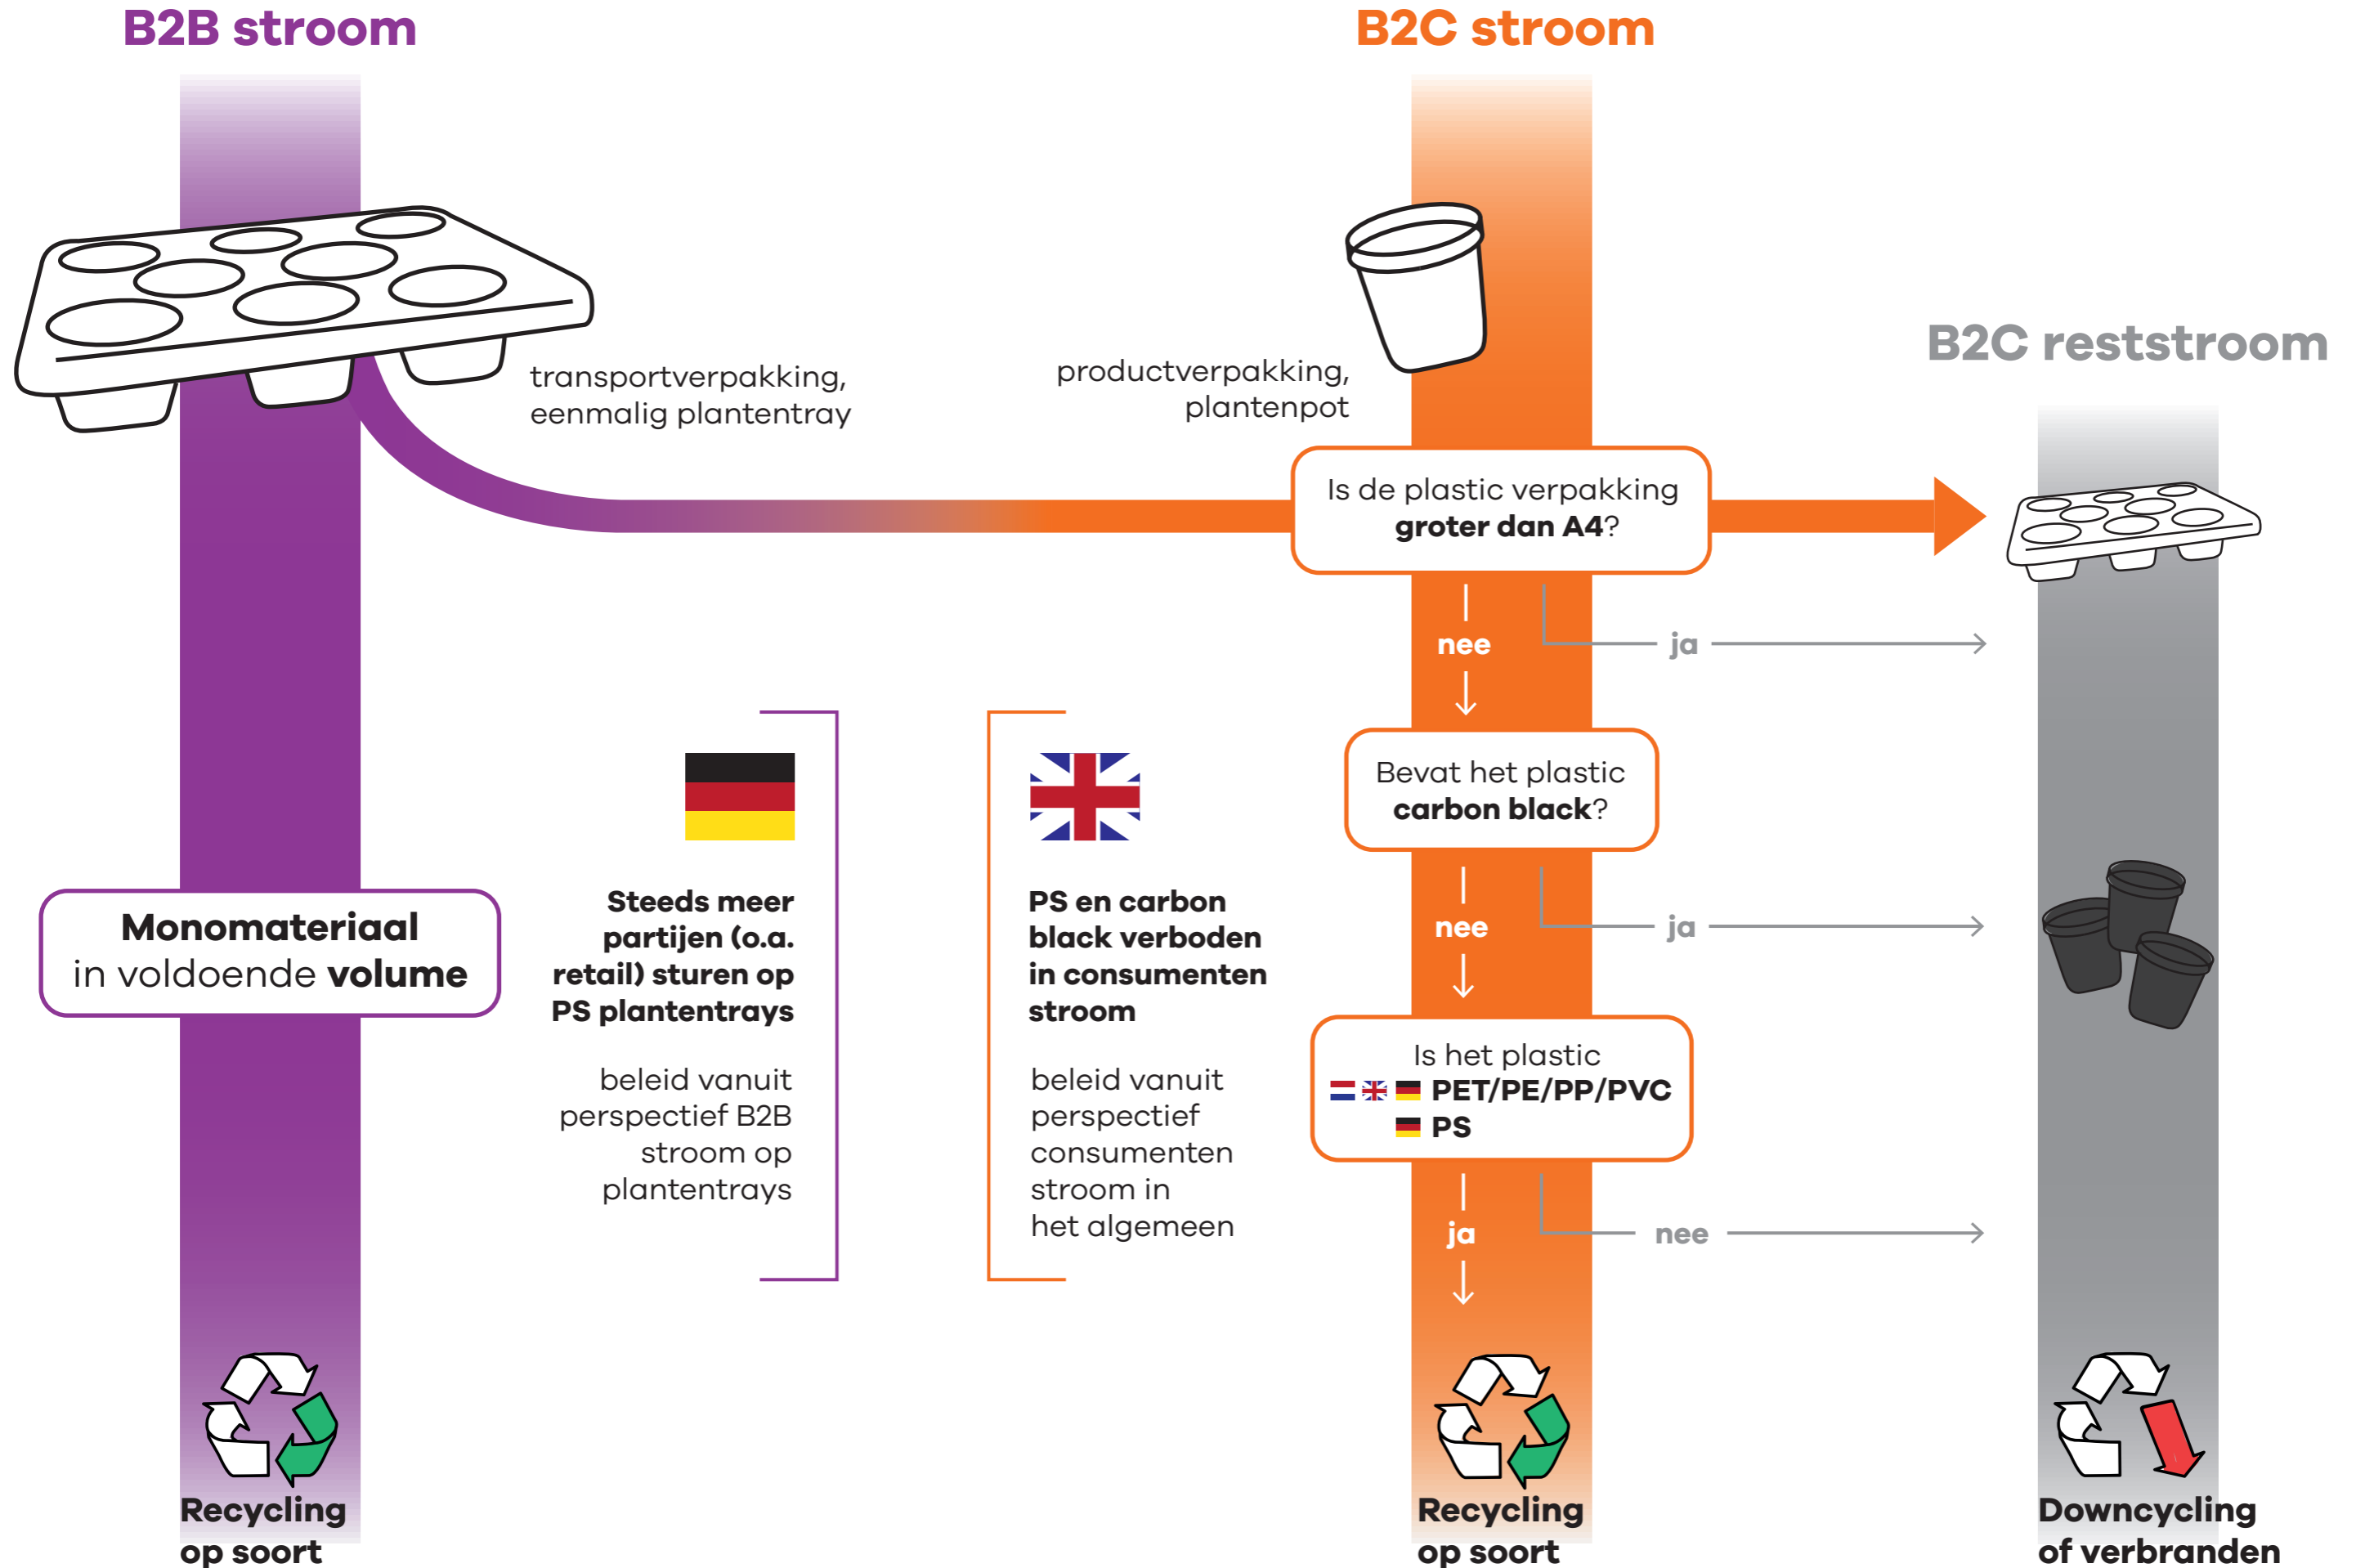 B2B stroom
B2C stroom
B2C reststroom
transportverpakking,
eenmalig plantentray
productverpakking,
plantenpot
Is de plastic verpakking
groter dan A4?
nee
ja
Bevat het plastic
carbon black?
nee
ja
Is het plastic
PET/PE/PP/PVC
PS
ja
nee
Monomateriaal
in voldoende volume
Steeds meer
partijen (o.a.
retail) sturen op
PS plantentrays
beleid vanuit
perspectief B2B
stroom op
plantentrays
PS en carbon
black verboden
in consumenten
stroom
beleid vanuit
perspectief
consumenten
stroom in
het algemeen
Recycling
op soort
Recycling
op soort
Downcycling
of verbranden